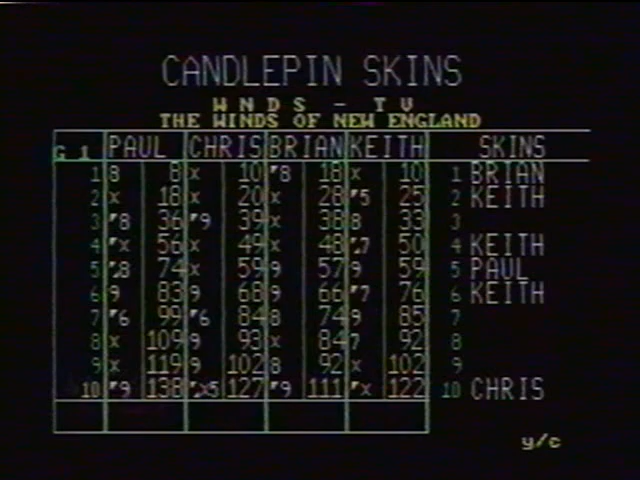 CANDLEPIN SKINS
WNDS - TV
THE WINDS OF NEW ENGLAND
G 1 PAUL CHRIS BRIAN KEITH SKINS
1 8 8 x 10 ◤8 18 x 10 1 BRIAN
2 x 18 x 20 x 28 ◤5 25 2 KEITH
3 ◤8 36 ◤9 39 x 38 8 33 3
4 ◤x 56 x 49 x 48 ◤7 50 4 KEITH
5 ◤8 74 x 59 9 57 9 59 5 PAUL
6 9 83 9 68 9 66 ◤7 76 6 KEITH
7 ◤6 99 ◤6 84 8 74 9 85 7
8 x 109 9 93 x 84 7 92 8
9 x 119 9 102 8 92 x 102 9
10 ◤9 138 ◤x5 127 ◤9 111 ◤x 122 10 CHRIS
y/c